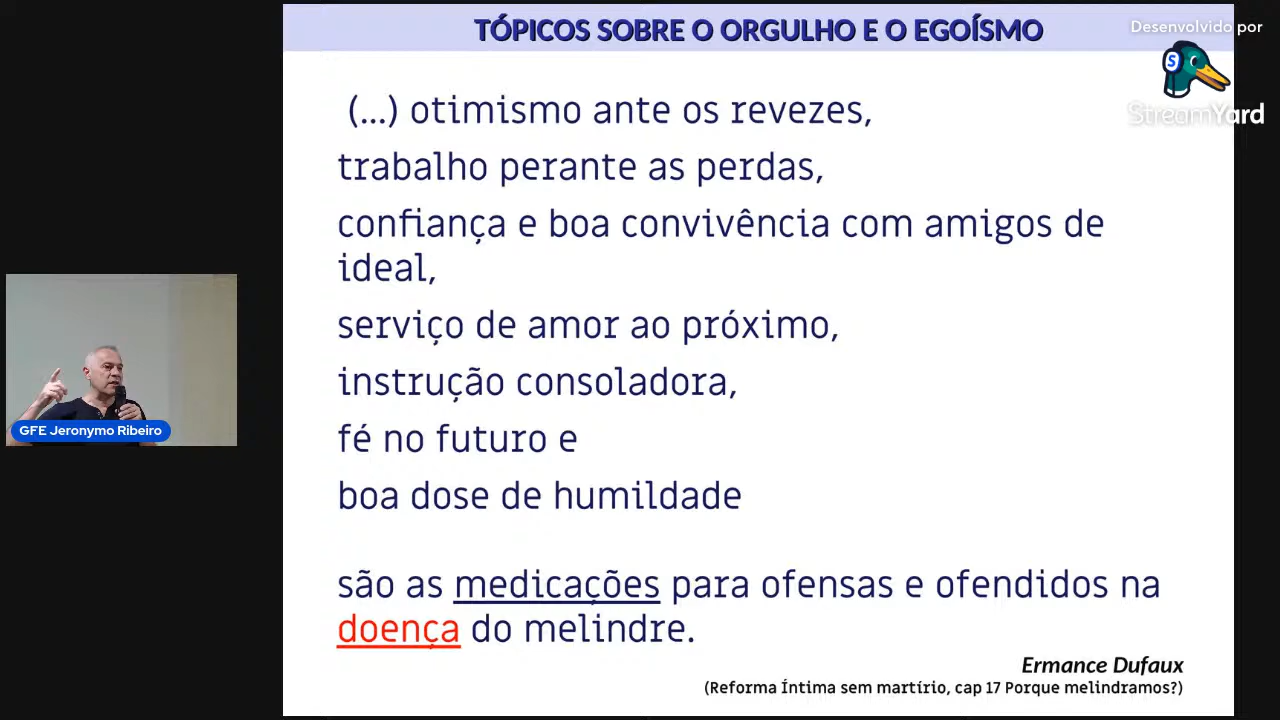 TÓPICOS SOBRE O ORGULHO E O EGOÍSMO
Desenvolvido por
S
StreamYard
(...) otimismo ante os revezes,
trabalho perante as perdas,
confiança e boa convivência com amigos de
ideal,
serviço de amor ao próximo,
instrução consoladora,
fé no futuro e
boa dose de humildade
são as medicações para ofensas e ofendidos na
doença do melindre.
Ermance Dufaux
(Reforma Íntima sem martírio, cap 17 Porque melindramos?)
GFE Jeronymo Ribeiro